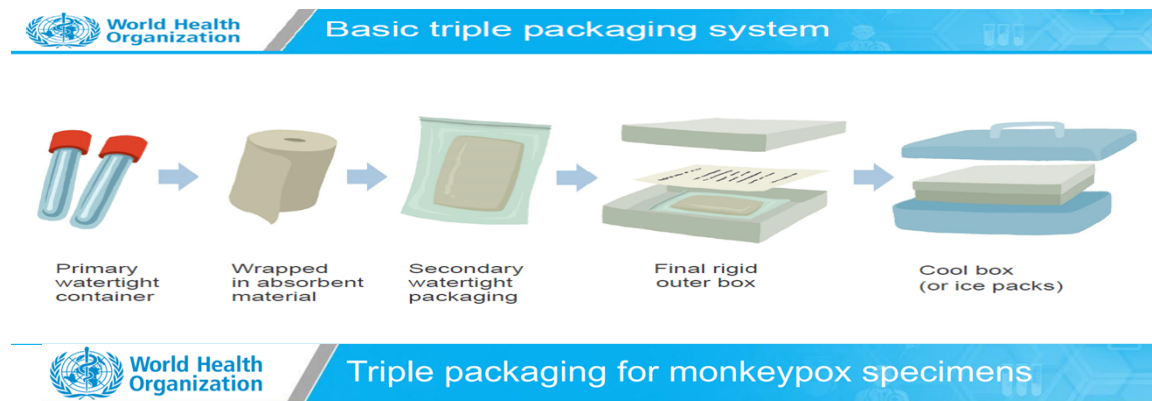 World Health
Organization
Basic triple packaging system
Primary
watertight
container
Wrapped
in absorbent
material
Secondary
watertight
packaging
Final rigid
outer box
Cool box
(or ice packs)
World Health
Organization
Triple packaging for monkeypox specimens